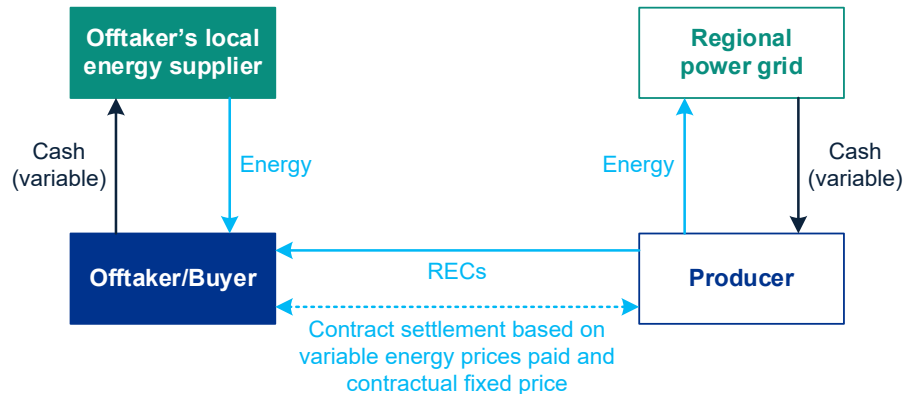 Offtaker’s local
energy supplier
Regional
power grid
Cash
(variable)
Energy
Energy
Cash
(variable)
Offtaker/Buyer
RECs
Producer
Contract settlement based on
variable energy prices paid and
contractual fixed price